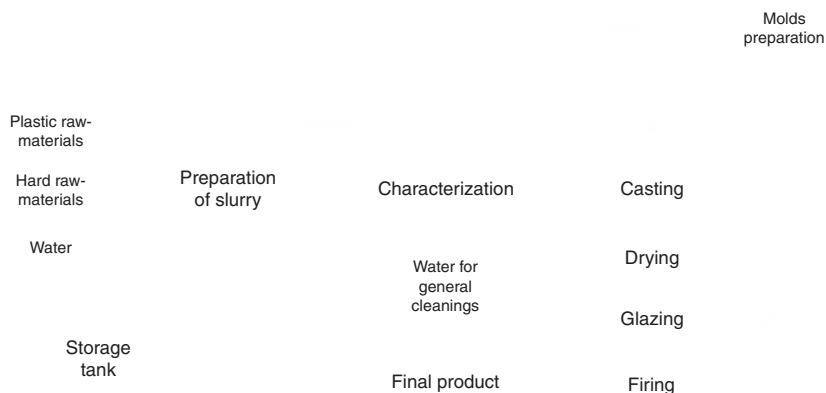 Molds
preparation
Plastic raw-
materials
Hard raw-
materials
Preparation
of slurry
Characterization
Casting
Water
Drying
Water for
general
cleanings
Glazing
Storage
tank
Final product
Firing